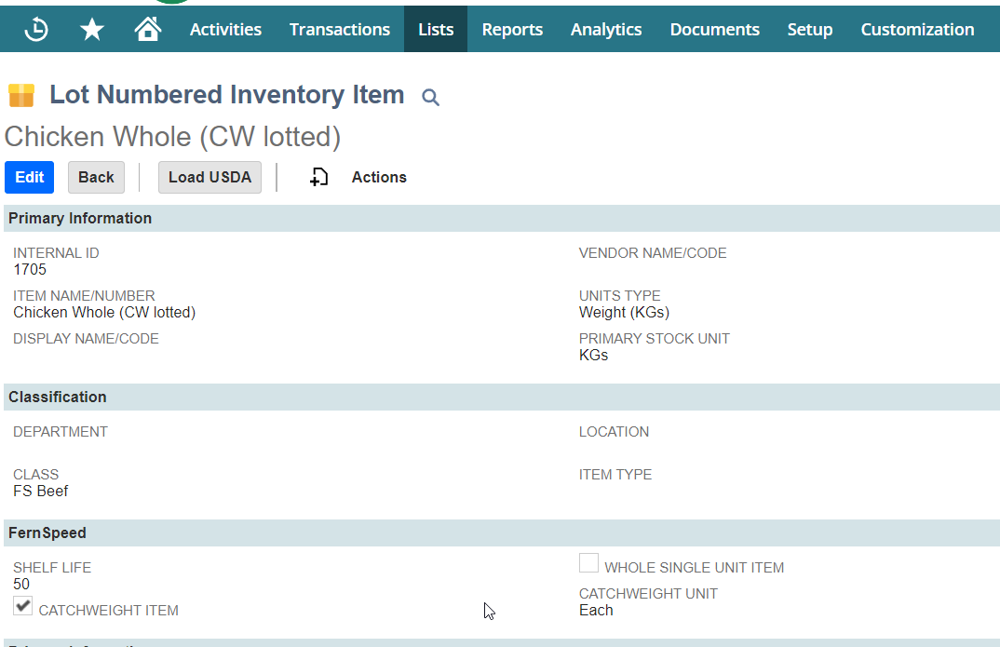 Activities Transactions Lists Reports Analytics Documents Setup Customization
Lot Numbered Inventory Item
Chicken Whole (CW lotted)
Edit Back Load USDA Actions
Primary Information
INTERNAL ID
1705
ITEM NAME/NUMBER
Chicken Whole (CW lotted)
DISPLAY NAME/CODE
VENDOR NAME/CODE
UNITS TYPE
Weight (KGs)
PRIMARY STOCK UNIT
KGs
Classification
DEPARTMENT
CLASS
FS Beef
LOCATION
ITEM TYPE
FernSpeed
SHELF LIFE
50
CATCHWEIGHT ITEM
WHOLE SINGLE UNIT ITEM
CATCHWEIGHT UNIT
Each